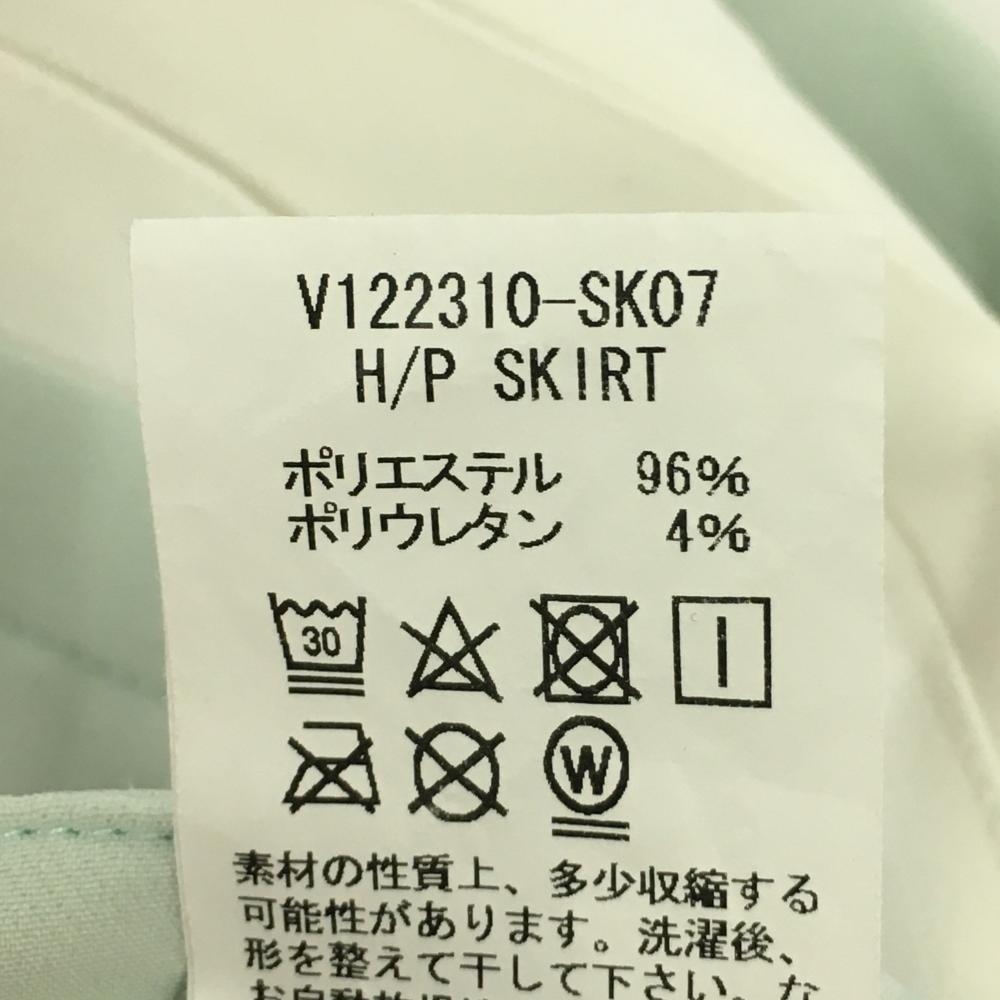 V122310-SK07
H/P SKIRT
ポリエステル 96%
ポリウレタン 4%
30
W
素材の性質上、多少収縮する
可能性があります。洗濯後、
形を整えて干して下さい。な